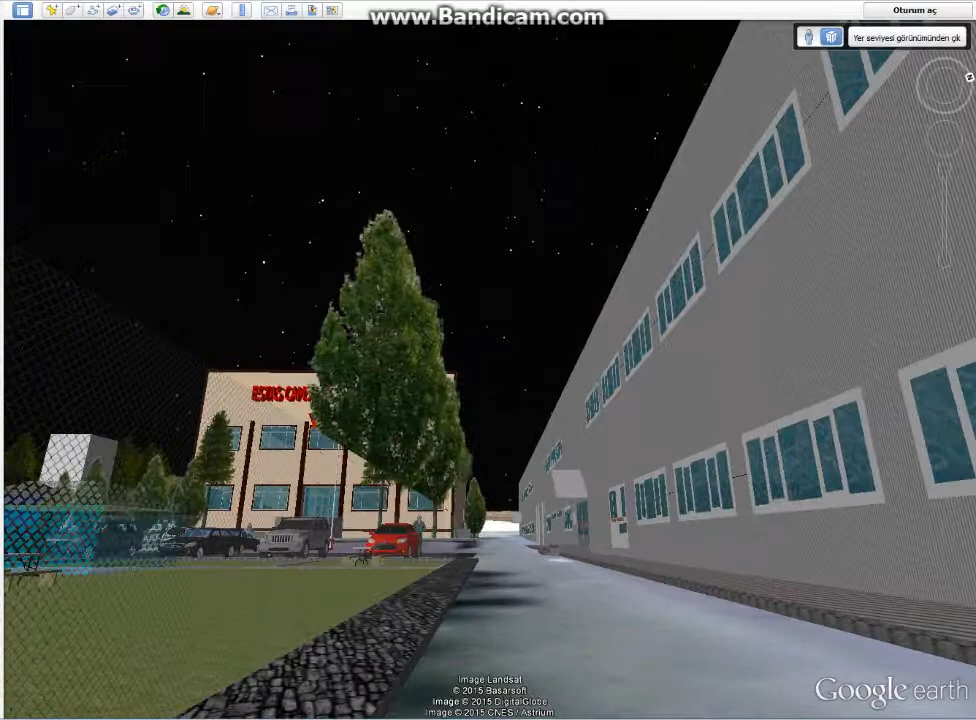 www.Bandicam.com
Oturum aç
Yer seviyesi görünümünden çık
N
Image Landsat
© 2015 Basarsoft
Image © 2015 DigitalGlobe
Image © 2015 CNES / Astrium
Google earth